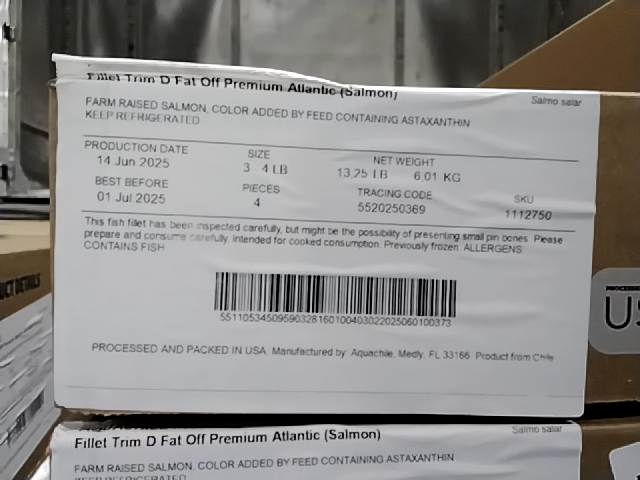 Fillet Trim D Fat Off Premium Atlantic (Salmon)
Salmo salar
FARM RAISED SALMON, COLOR ADDED BY FEED CONTAINING ASTAXANTHIN
KEEP REFRIGERATED
PRODUCTION DATE SIZE NET WEIGHT
14 Jun 2025 3 4 LB 13,25 LB 6.01 KG
BEST BEFORE PIECES TRACING CODE SKU
01 Jul 2025 4 5520250369 1112750
This fish fillet has been inspected carefully, but might be the possibility of presenting small pin bones. Please
prepare and consume carefully. Intended for cooked consumption. Previously frozen. ALLERGENS:
CONTAINS FISH
PROCESSED AND PACKED IN USA. Manufactured by: Aquachile, Medly, FL 33166. Product from Chile
UCT DETAILS
PROCESSED
US
Fillet Trim D Fat Off Premium Atlantic (Salmon)
Salmo salar
FARM RAISED SALMON, COLOR ADDED BY FEED CONTAINING ASTAXANTHIN
KEEP REFRIGERATED